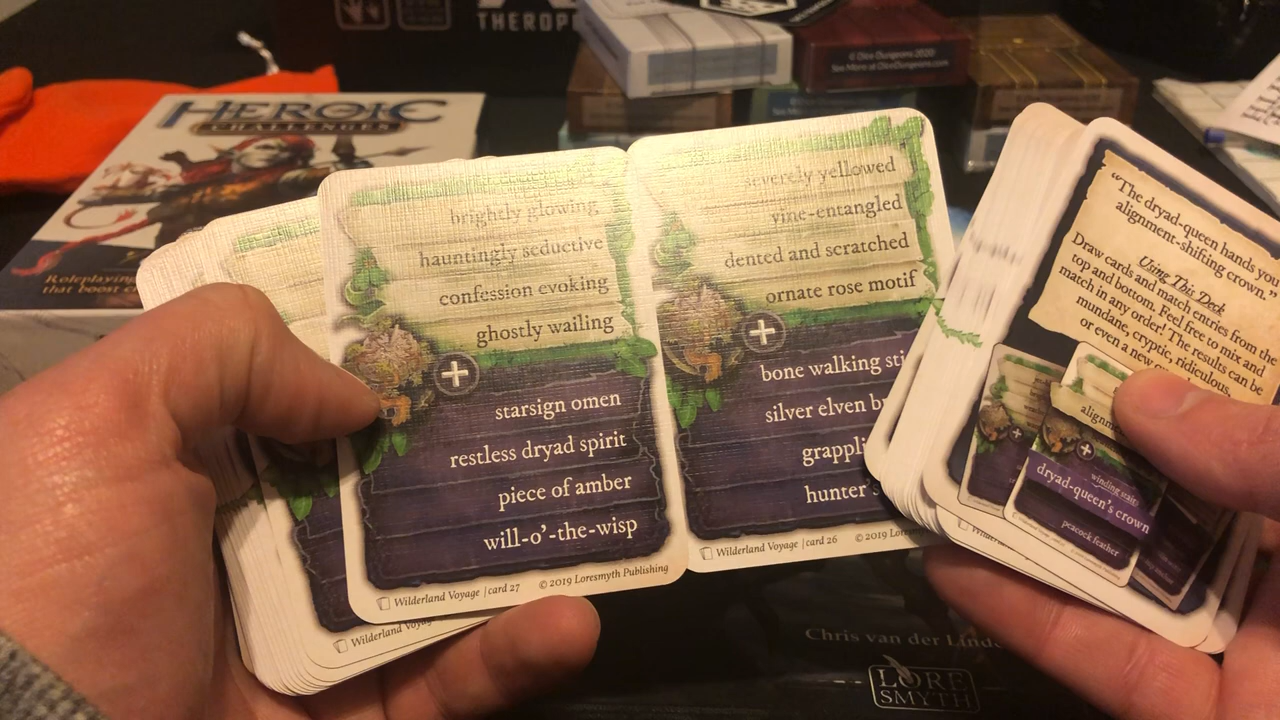 THEROP
© Dice Dungeons 2020
See More at DiceDungeons.com
HEROIC
CHALLENGES
Roleplaying
that boost
brightly glowing
hauntingly seductive
confession evoking
ghostly wailing
+
starsign omen
restless dryad spirit
piece of amber
will-o'-the-wisp
Wilderland Voyage | card 27 © 2019 Loresmyth Publishing
Wilderland Voyage
severely yellowed
vine-entangled
dented and scratched
ornate rose motif
+
bone walking sti
silver elven
grappli
hunter's
Wilderland Voyage | card 26 © 2019 Lore
"The dryad-queen hands you
alignment-shifting crown."
Using This Deck
Draw cards and match entries from the
top and bottom. Feel free to mix and
match in any order! The results can be
mundane, cryptic, ridiculous,
or even a new
alignm
+
+
winding stairs
dryad-queen's crown
peacock feather
Chris van der Linde
LORE
SMYTH